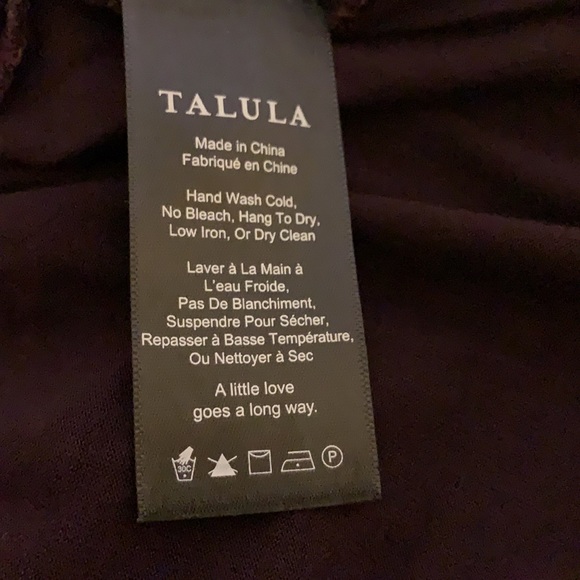 TALULA
Made in China
Fabriqué en Chine
Hand Wash Cold,
No Bleach, Hang To Dry,
Low Iron, Or Dry Clean
Laver à La Main à
L'eau Froide,
Pas De Blanchiment,
Suspendre Pour Sécher,
Repasser à Basse Température,
Ou Nettoyer à Sec
A little love
goes a long way.
30C P